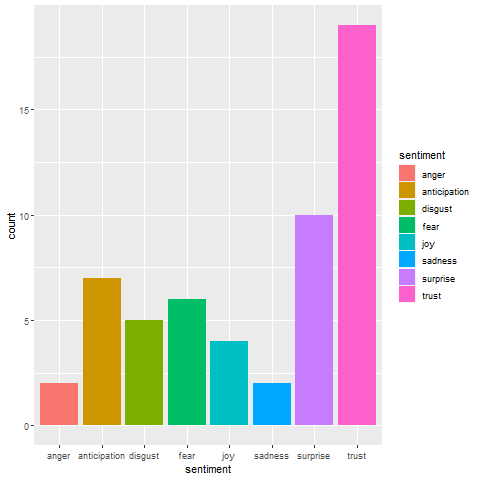 15
10
5
0
count
anger anticipation disgust fear joy sadness surprise trust
sentiment
sentiment
anger
anticipation
disgust
fear
joy
sadness
surprise
trust